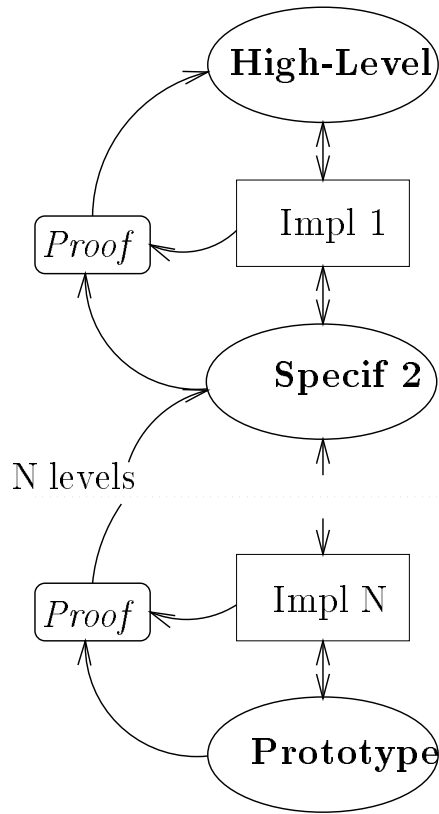 High-Level
Impl 1
Proof
Specif 2
N levels
Impl N
Proof
Prototype